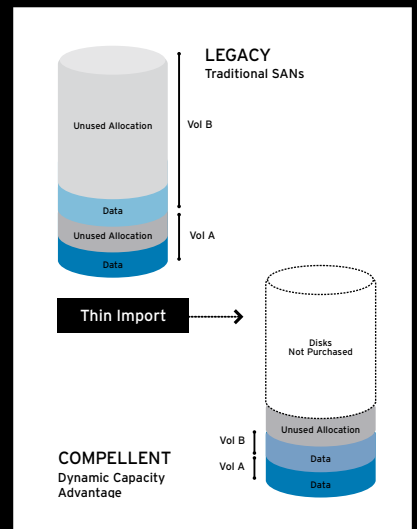 LEGACY
Traditional SANs
Unused Allocation
Vol B
Data
Unused Allocation
Vol A
Data
Thin Import
Disks
Not Purchased
Unused Allocation
Vol B
Data
Vol A
Data
COMPELLENT
Dynamic Capacity
Advantage